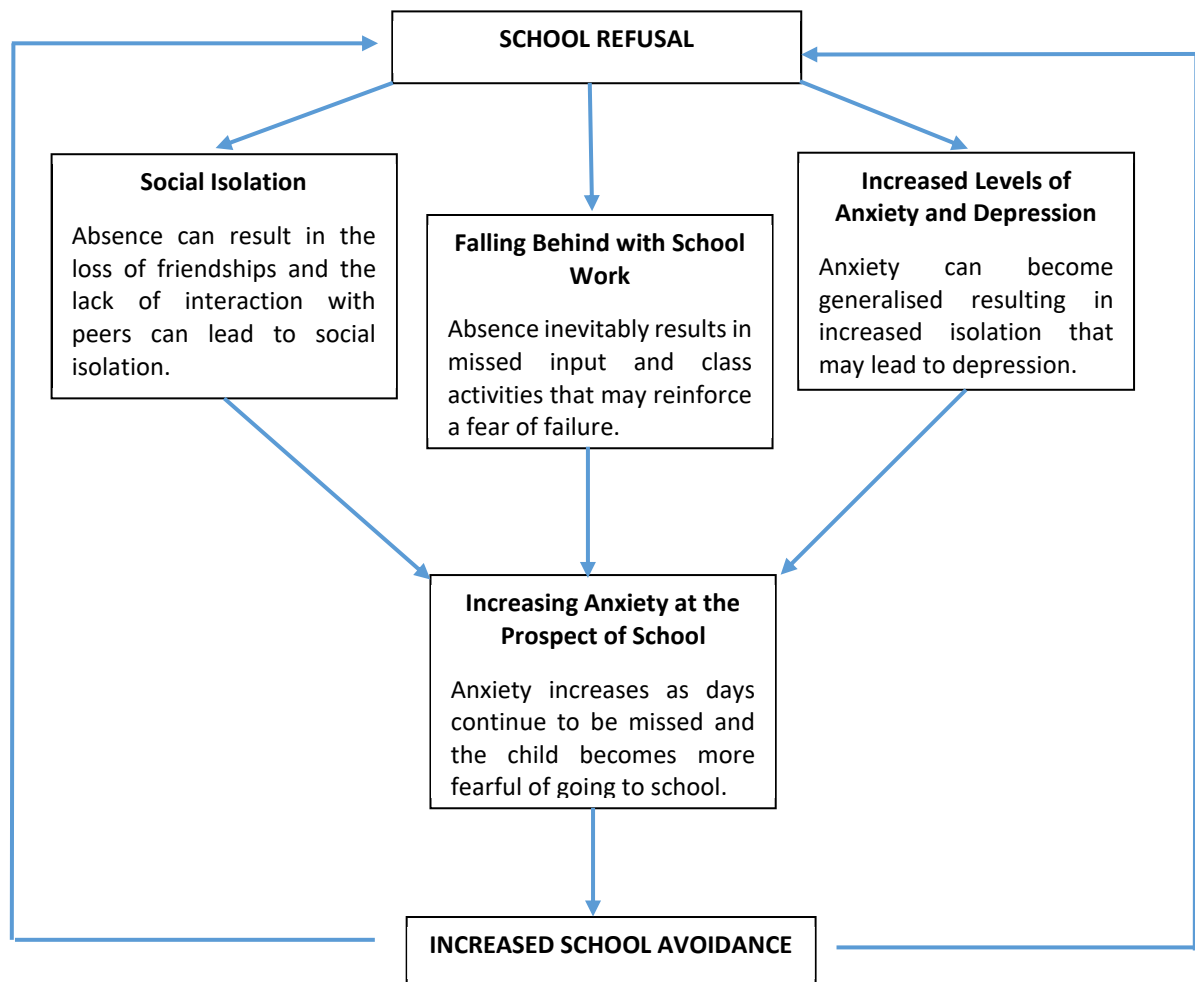 SCHOOL REFUSAL
Social Isolation
Absence can result in the
loss of friendships and the
lack of interaction with
peers can lead to social
isolation.
Falling Behind with School
Work
Absence inevitably results in
missed input and class
activities that may reinforce
a fear of failure.
Increased Levels of
Anxiety and Depression
Anxiety can become
generalised resulting in
increased isolation that
may lead to depression.
Increasing Anxiety at the
Prospect of School
Anxiety increases as days
continue to be missed and
the child becomes more
fearful of going to school.
INCREASED SCHOOL AVOIDANCE